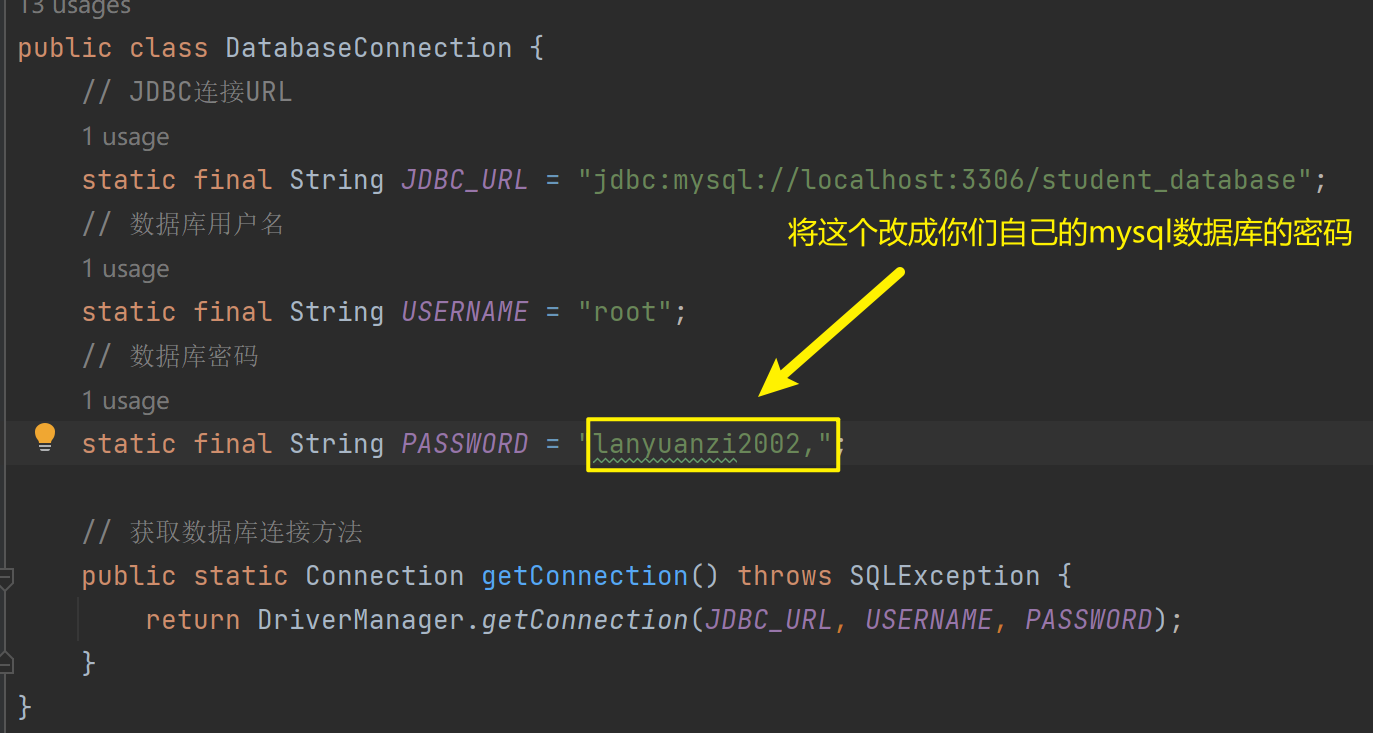 13 usages
public class DatabaseConnection {
// JDBC连接URL
1 usage
static final String JDBC_URL = "jdbc:mysql://localhost:3306/student_database";
// 数据库用户名
将这个改成你们自己的mysql数据库的密码
1 usage
static final String USERNAME = "root";
// 数据库密码
1 usage
static final String PASSWORD = "lanyuanzi2002,";
// 获取数据库连接方法
public static Connection getConnection() throws SQLException {
return DriverManager.getConnection(JDBC_URL, USERNAME, PASSWORD);
}
}